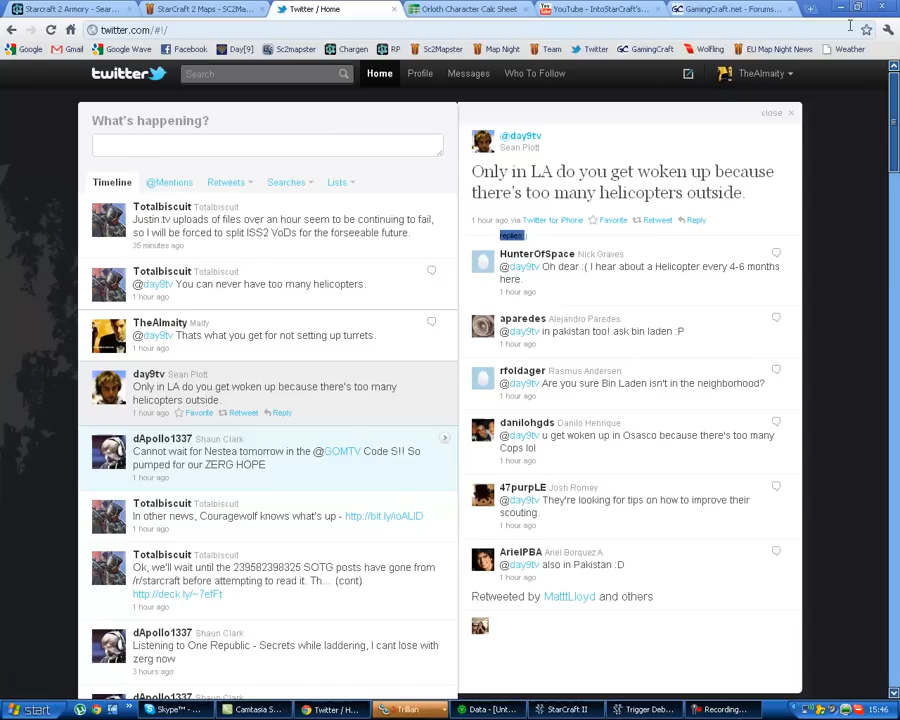 Starcraft 2 Armory - Sear...
StarCraft 2 Maps - SC2Ma...
Twitter / Home
Orloth Character Calc Sheet
YouTube - IntoStarCraft's...
GamingCraft.net - Forums...
twitter.com/#!/
Google
Gmail
Google Wave
Facebook
Day[9]
Sc2mapster
Chargen
RP
Sc2Mapster
Map Night
Team
Twitter
GamingCraft
Wolfling
EU Map Night News
Weather
twitter
Search
Home
Profile
Messages
Who To Follow
TheAlmaity
What's happening?
Timeline
@Mentions
Retweets
Searches
Lists
Totalbiscuit Totalbiscuit
Justin.tv uploads of files over an hour seem to be continuing to fail,
so I will be forced to split ISS2 VoDs for the forseeable future.
35 minutes ago
Totalbiscuit Totalbiscuit
@day9tv You can never have too many helicopters.
1 hour ago
TheAlmaity Maity
@day9tv Thats what you get for not setting up turrets.
1 hour ago
day9tv Sean Plott
Only in LA do you get woken up because there's too many
helicopters outside.
1 hour ago Favorite Retweet Reply
dApollo1337 Shaun Clark
Cannot wait for Nestea tomorrow in the @GOMTV Code S!! So
pumped for our ZERG HOPE
1 hour ago
Totalbiscuit Totalbiscuit
In other news, Couragewolf knows what's up - http://bit.ly/ioALlD
1 hour ago
Totalbiscuit Totalbiscuit
Ok, we'll wait until the 239582398325 SOTG posts have gone from
/r/starcraft before attempting to read it. Th... (cont)
http://deck.ly/~7efFt
1 hour ago
dApollo1337 Shaun Clark
Listening to One Republic - Secrets while laddering, I cant lose with
zerg now
3 hours ago
dApollo1337 Shaun Clark
close ×
@day9tv
Sean Plott
Only in LA do you get woken up because
there's too many helicopters outside.
1 hour ago via Twitter for iPhone Favorite Retweet Reply
replies ↓
HunterOfSpace Nick Graves
@day9tv Oh dear :( I hear about a Helicopter every 4-6 months
here.
1 hour ago
aparedes Alejandro Paredes
@day9tv in pakistan too! ask bin laden :P
1 hour ago
rfoldager Rasmus Andersen
@day9tv Are you sure Bin Laden isn't in the neighborhood?
1 hour ago
danilohgds Danilo Henrique
@day9tv u get woken up in Osasco because there's too many
Cops lol
1 hour ago
47purpLE Josh Romey
@day9tv They're looking for tips on how to improve their
scouting.
1 hour ago
ArielPBA Ariel Borquez A.
@day9tv also in Pakistan :D
1 hour ago
Retweeted by MatttLloyd and others
start
Skype™ -
Camtasia Studio
Twitter / H...
Trillian
Data - [Unt...
StarCraft II
Trigger Deb...
Recording...
15:46